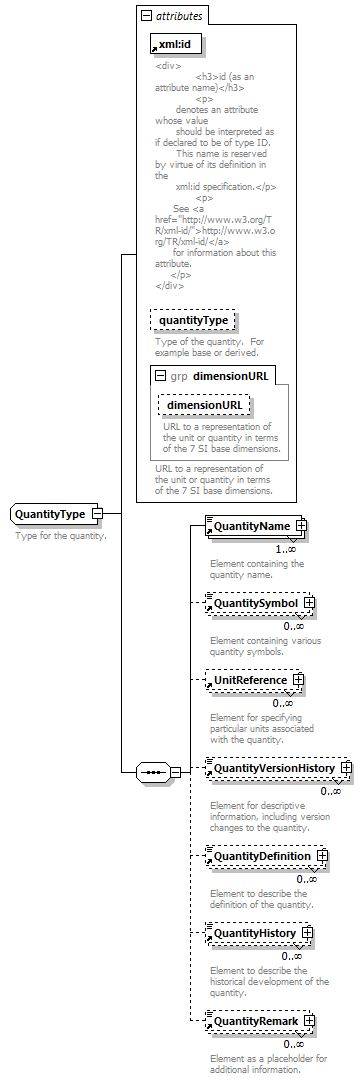 attributes
xml:id
<div>
<h3>id (as an
attribute name)</h3>
<p>
denotes an attribute
whose value
should be interpreted as
if declared to be of type ID.
This name is reserved
by virtue of its definition in
the
xml:id specification.</p>
<p>
See <a
href="http://www.w3.org/T
R/xml-id/">http://www.w3.o
rg/TR/xml-id/</a>
for information about this
attribute.
</p>
</div>
quantityType
Type of the quantity.  For
example base or derived.
grp dimensionURL
dimensionURL
URL to a representation of
the unit or quantity in terms
of the 7 SI base dimensions.
URL to a representation of
the unit or quantity in terms
of the 7 SI base dimensions.
QuantityType
Type for the quantity.
QuantityName
1..∞
Element containing the
quantity name.
QuantitySymbol
0..∞
Element containing various
quantity symbols.
UnitReference
0..∞
Element for specifying
particular units associated
with the quantity.
QuantityVersionHistory
0..∞
Element for descriptive
information, including version
changes to the quantity.
QuantityDefinition
0..∞
Element to describe the
definition of the quantity.
QuantityHistory
0..∞
Element to describe the
historical development of the
quantity.
QuantityRemark
0..∞
Element as a placeholder for
additional information.